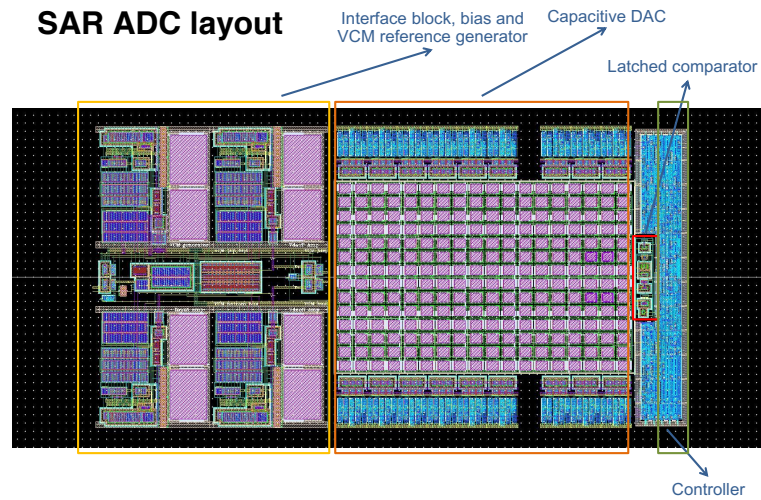 SAR ADC layout
Interface block, bias and
VCM reference generator
Capacitive DAC
Latched comparator
Controller